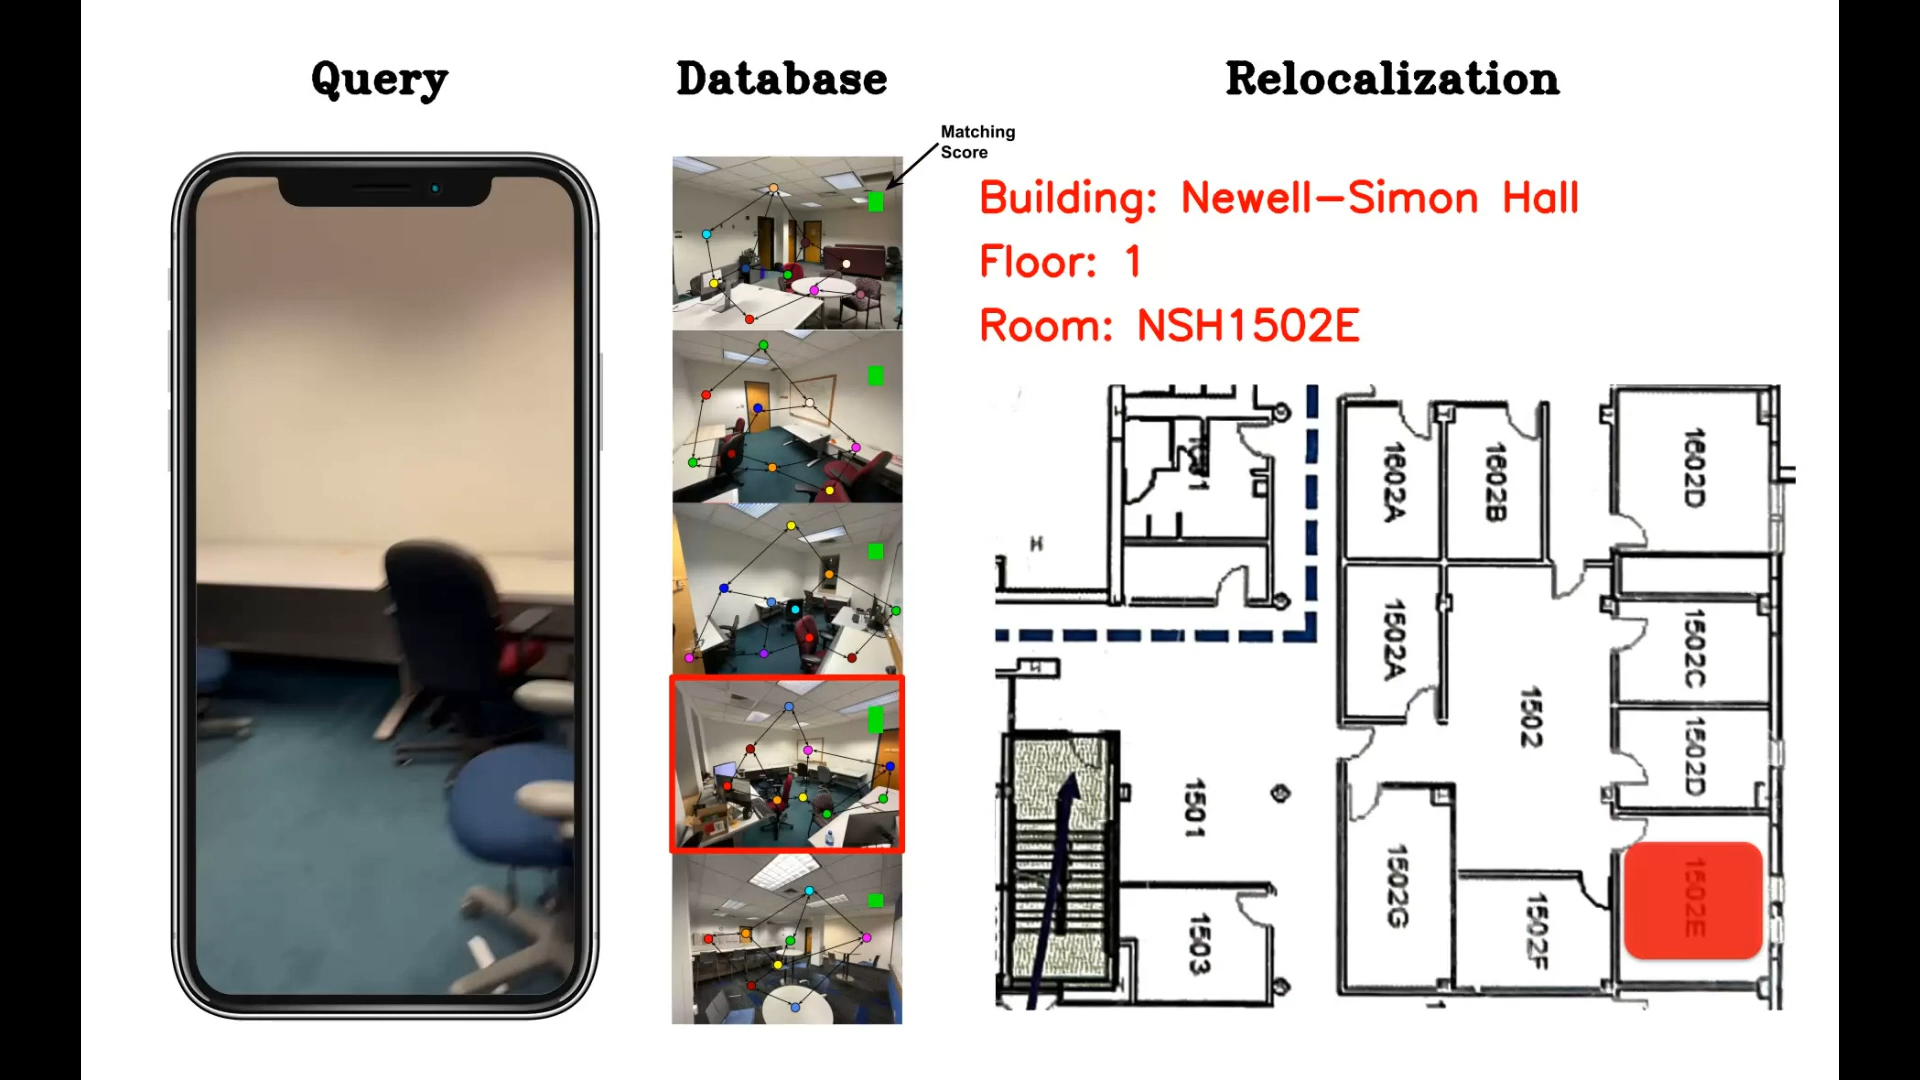 Query
Database
Relocalization
Matching
Score
Building: Newell-Simon Hall
Floor: 1
Room: NSH1502E
1602A
1602B
1602D
1502A
1502
1502C
1502D
1501
1502G
1502F
1502E
1503